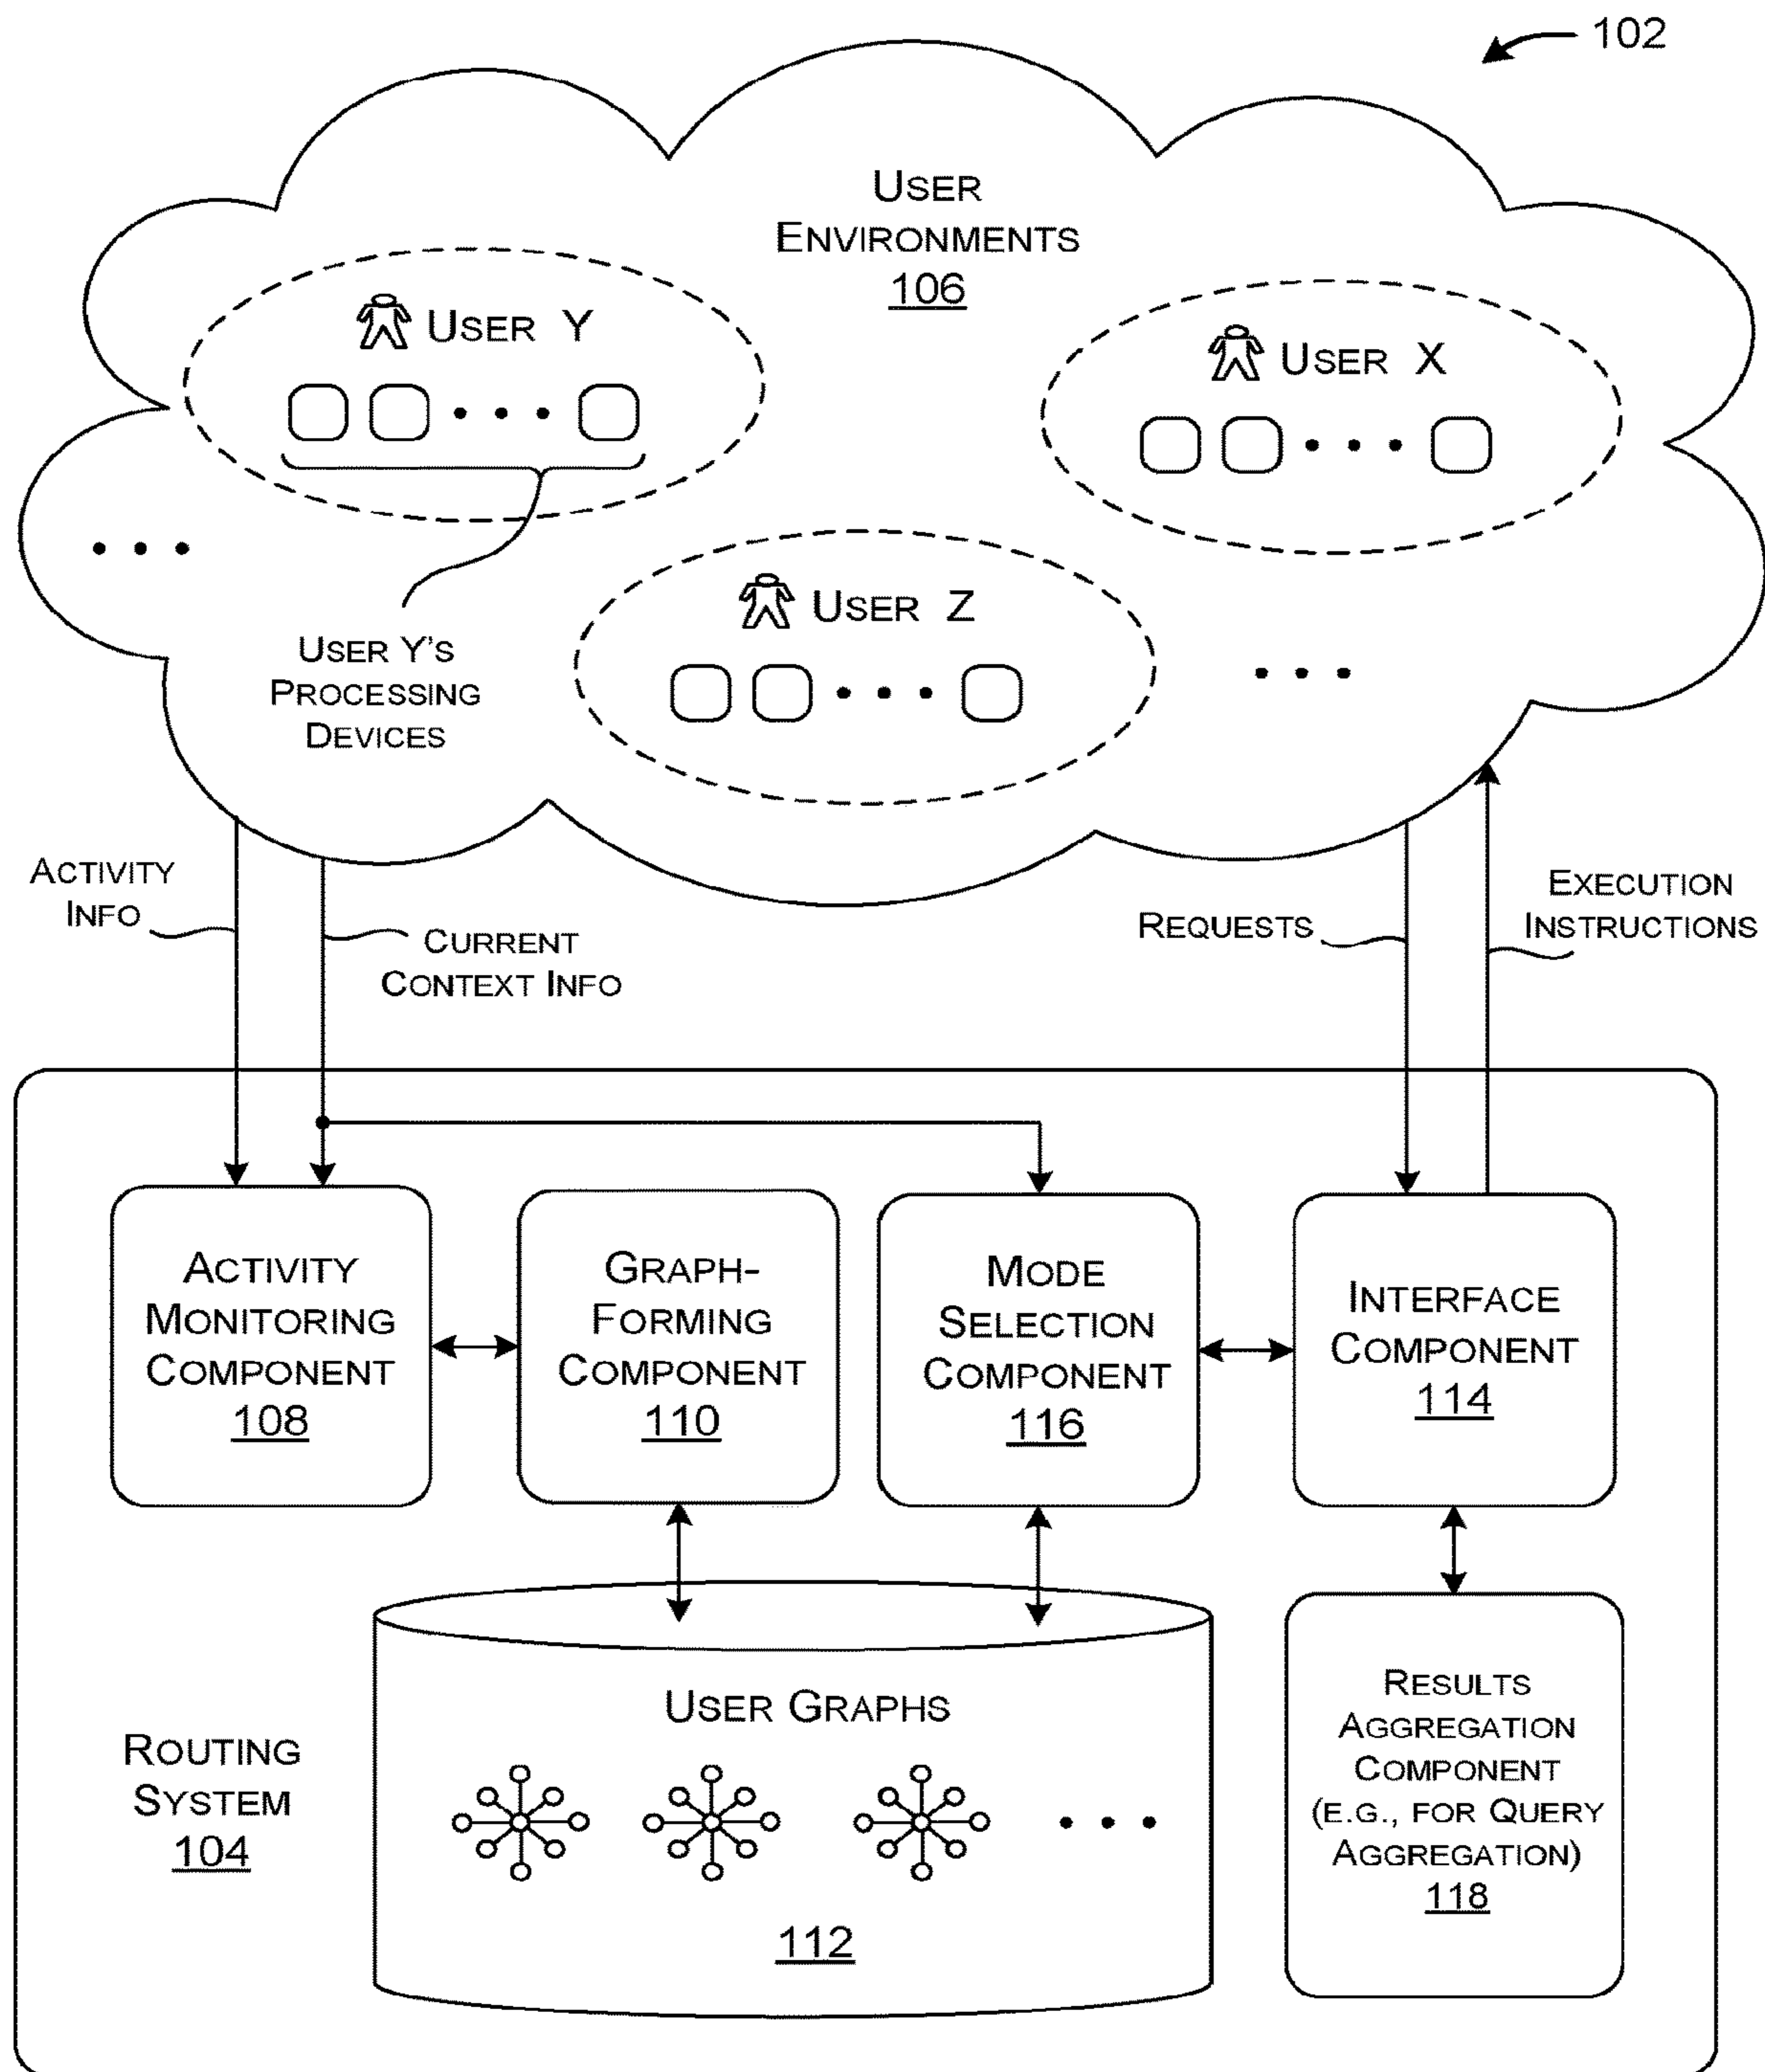 102
USER
ENVIRONMENTS
106
USER Y
USER X
USER Z
USER Y'S
PROCESSING
DEVICES
ACTIVITY
INFO
CURRENT
CONTEXT INFO
REQUESTS
EXECUTION
INSTRUCTIONS
ACTIVITY
MONITORING
COMPONENT
108
GRAPH-
FORMING
COMPONENT
110
MODE
SELECTION
COMPONENT
116
INTERFACE
COMPONENT
114
ROUTING
SYSTEM
104
USER GRAPHS
112
RESULTS
AGGREGATION
COMPONENT
(E.G., FOR QUERY
AGGREGATION)
118